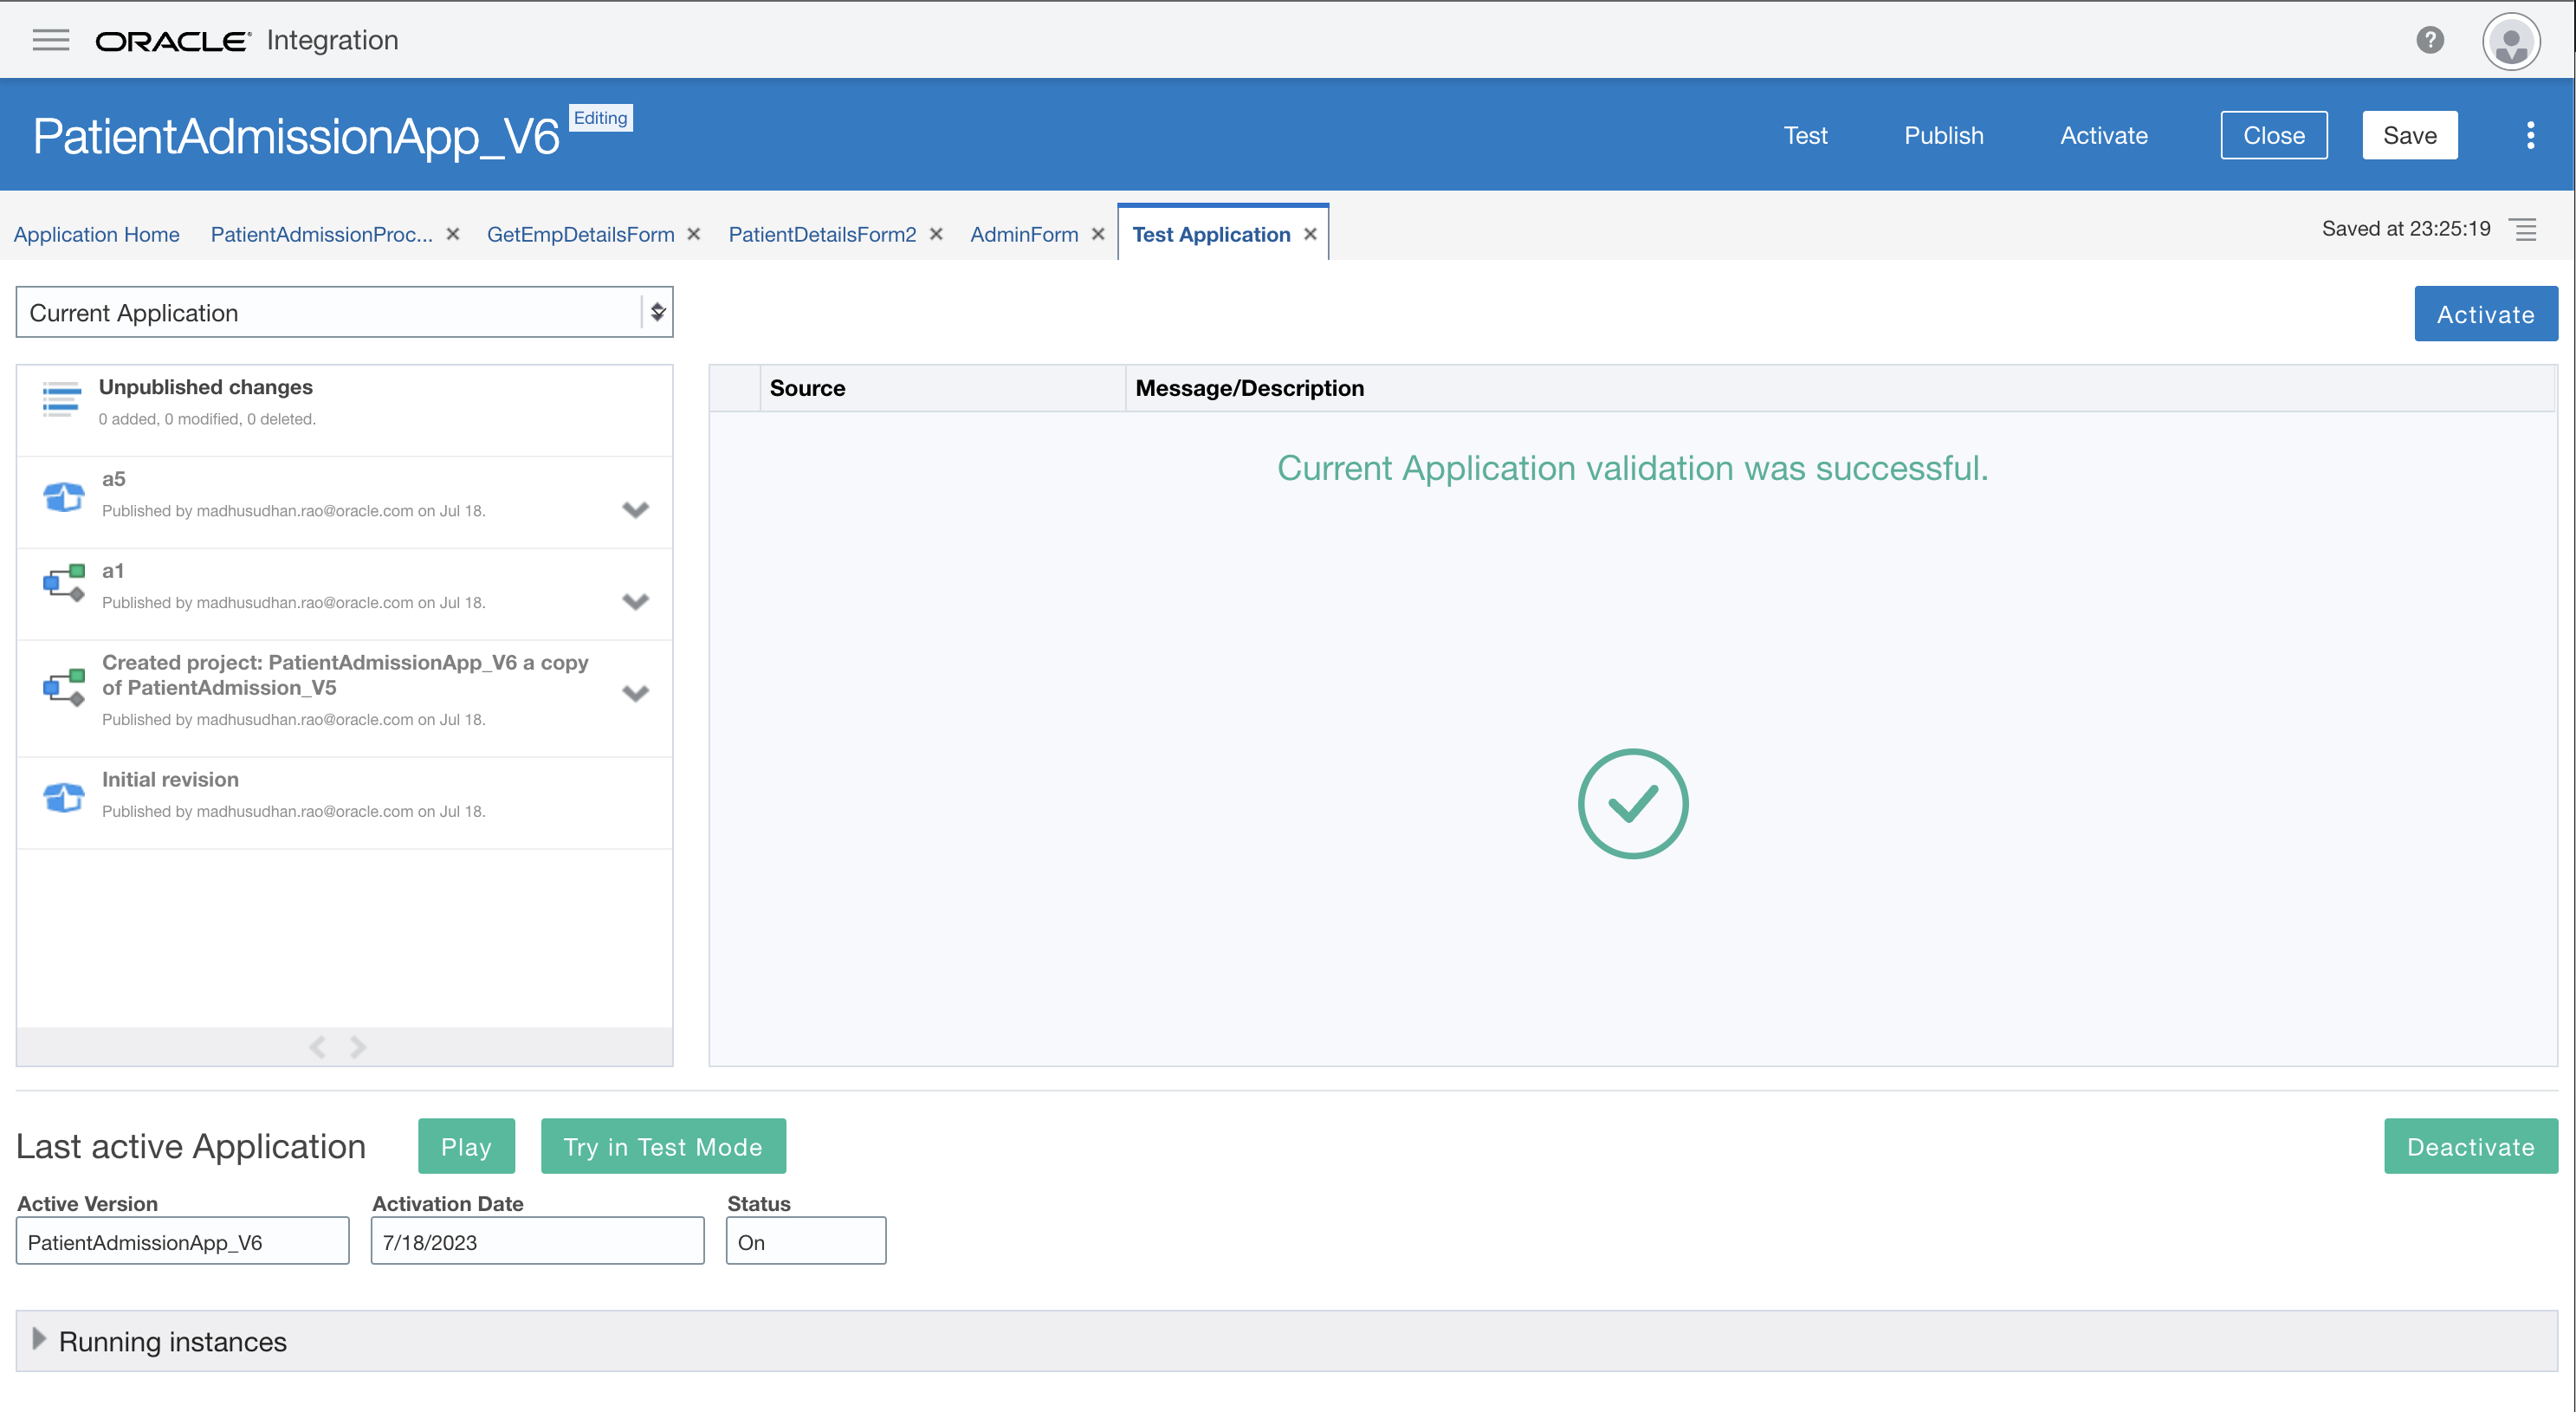 ORACLE Integration
?
PatientAdmissionApp_V6 Editing
Test Publish Activate Close Save
Application Home PatientAdmissionProc... GetEmpDetailsForm PatientDetailsForm2 AdminForm Test Application Saved at 23:25:19
Current Application
Activate
Unpublished changes
0 added, 0 modified, 0 deleted.
a5
Published by madhusudhan.rao@oracle.com on Jul 18.
a1
Published by madhusudhan.rao@oracle.com on Jul 18.
Created project: PatientAdmissionApp_V6 a copy
of PatientAdmission_V5
Published by madhusudhan.rao@oracle.com on Jul 18.
Initial revision
Published by madhusudhan.rao@oracle.com on Jul 18.
Source Message/Description
Current Application validation was successful.
Last active Application Play Try in Test Mode Deactivate
Active Version Activation Date Status
PatientAdmissionApp_V6 7/18/2023 On
Running instances